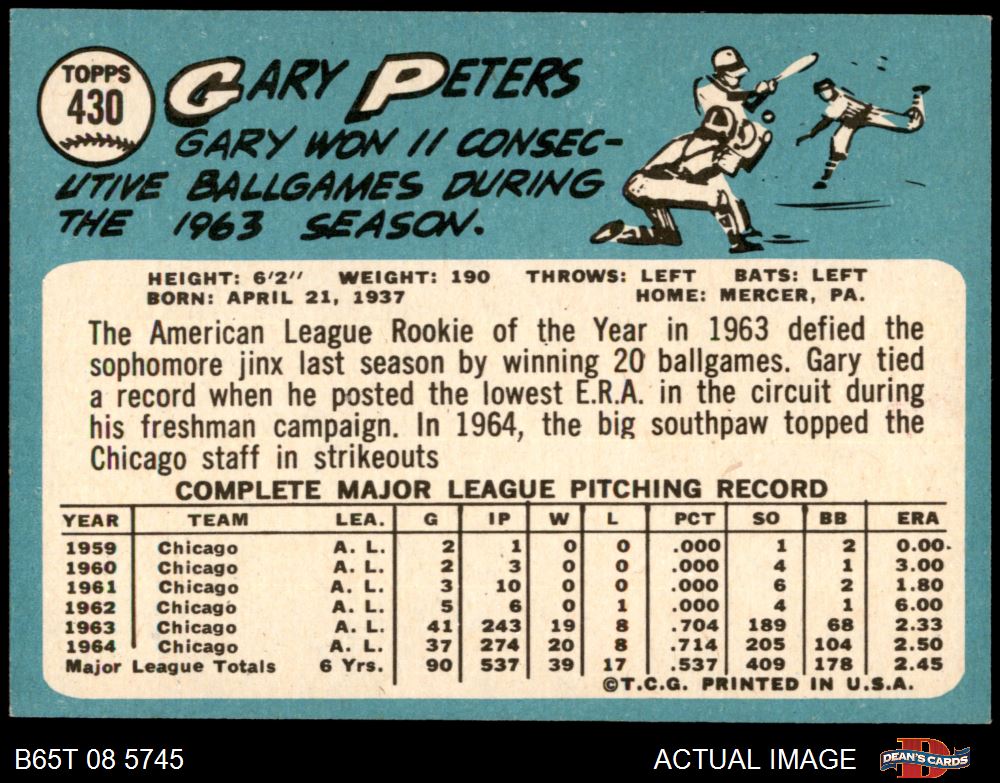 TOPPS
430
GARY PETERS
GARY WON 11 CONSEC-
UTIVE BALLGAMES DURING
THE 1963 SEASON.
HEIGHT: 6'2" WEIGHT: 190 THROWS: LEFT BATS: LEFT
BORN: APRIL 21, 1937 HOME: MERCER, PA.
The American League Rookie of the Year in 1963 defied the
sophomore jinx last season by winning 20 ballgames. Gary tied
a record when he posted the lowest E.R.A. in the circuit during
his freshman campaign. In 1964, the big southpaw topped the
Chicago staff in strikeouts
COMPLETE MAJOR LEAGUE PITCHING RECORD
YEAR TEAM LEA. G IP W L PCT SO BB ERA
1959 Chicago A. L. 2 1 0 0 .000 1 2 0.00
1960 Chicago A. L. 2 3 0 0 .000 4 1 3.00
1961 Chicago A. L. 3 10 0 0 .000 6 2 1.80
1962 Chicago A. L. 5 6 0 1 .000 4 1 6.00
1963 Chicago A. L. 41 243 19 8 .704 189 68 2.33
1964 Chicago A. L. 37 274 20 8 .714 205 104 2.50
Major League Totals 6 Yrs. 90 537 39 17 .537 409 178 2.45
©T.C.G. PRINTED IN U.S.A.
B65T 08 5745 ACTUAL IMAGE DEAN'S CARDS